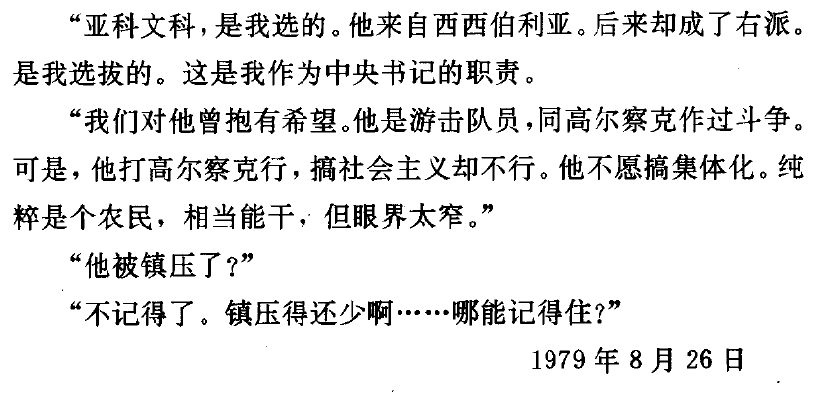 “亚科文科，是我选的。他来自西西伯利亚。后来却成了右派。
是我选拔的。这是我作为中央书记的职责。
“我们对他曾抱有希望。他是游击队员，同高尔察克作过斗争。
可是，他打高尔察克行，搞社会主义却不行。他不愿搞集体化。纯
粹是个农民，相当能干，但眼界太窄。”
“他被镇压了？”
“不记得了。镇压得还少啊……哪能记得住？”
1979年8月26日